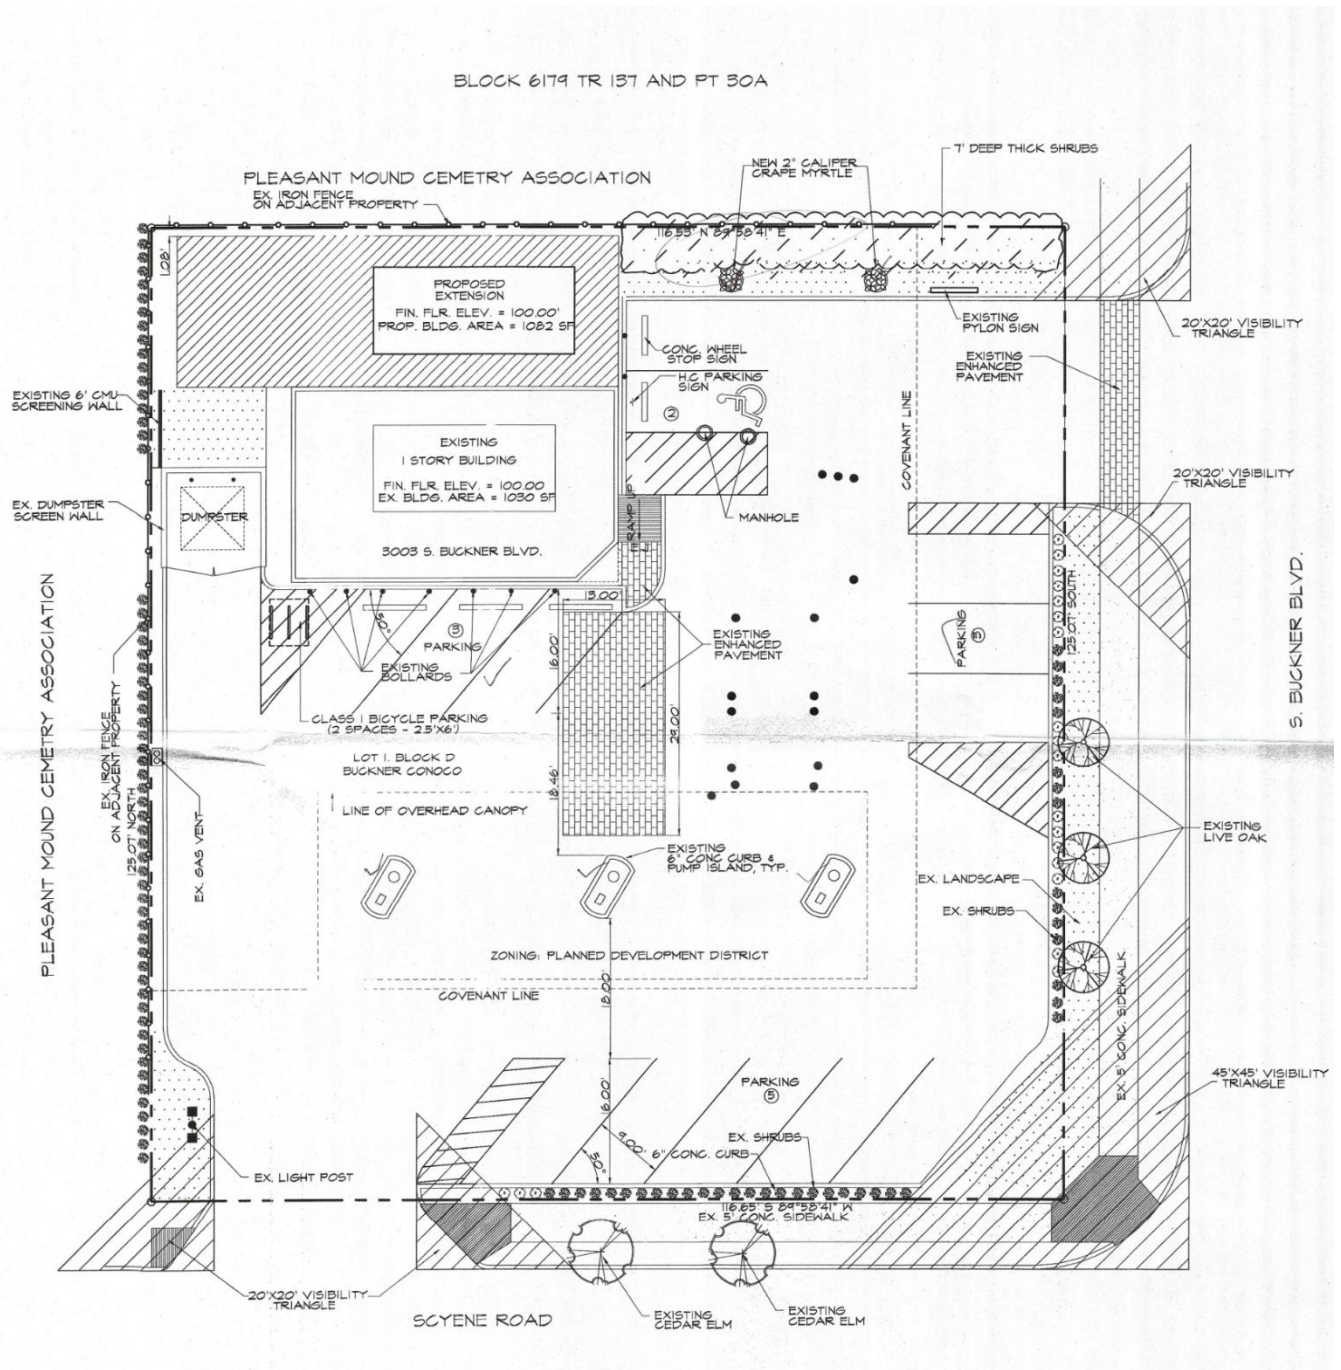 BLOCK 6179 TR 137 AND PT 30A
7' DEEP THICK SHRUBS
NEW 2" CALIPER
CRAPE MYRTLE
PLEASANT MOUND CEMETRY ASSOCIATION
EX. IRON FENCE
ON ADJACENT PROPERTY
116.53' N 89°58'41" E
1.08'
PROPOSED
EXTENSION
FIN. FLR. ELEV. = 100.00'
PROP. BLDG. AREA = 1082 SF
EXISTING
PYLON SIGN
20'X20' VISIBILITY
TRIANGLE
CONC. WHEEL
STOP SIGN
H.C PARKING
SIGN
2
EXISTING
ENHANCED
PAVEMENT
COVENANT LINE
EXISTING 6' CMU
SCREENING WALL
EXISTING
1 STORY BUILDING
FIN. FLR. ELEV. = 100.00
EX. BLDG. AREA = 1030 SF
3003 S. BUCKNER BLVD.
20'X20' VISIBILITY
TRIANGLE
EX. DUMPSTER
SCREEN WALL
DUMPSTER
RAMP UP
MANHOLE
S. BUCKNER BLVD.
125.07' SOUTH
13.00'
50°
3
PARKING
16.00'
EXISTING
BOLLARDS
EXISTING
ENHANCED
PAVEMENT
PARKING
CLASS 1 BICYCLE PARKING
(2 SPACES - 2.5'X6')
29.00'
PLEASANT MOUND CEMETRY ASSOCIATION
EX. IRON FENCE
ON ADJACENT PROPERTY
125.07' NORTH
LOT 1. BLOCK D
BUCKNER CONOCO
18.46'
LINE OF OVERHEAD CANOPY
EX. GAS VENT
EXISTING
6" CONC CURB &
PUMP ISLAND, TYP.
EXISTING
LIVE OAK
EX. LANDSCAPE
EX. SHRUBS
ZONING: PLANNED DEVELOPMENT DISTRICT
COVENANT LINE
18.00'
EX. 5' CONC. SIDEWALK
45'X45' VISIBILITY
TRIANGLE
PARKING
5
16.00'
9.00'
50°
EX. SHRUBS
6" CONC. CURB
EX. LIGHT POST
116.65' S 89°58'41" W
EX. 5' CONC. SIDEWALK
20'X20' VISIBILITY
TRIANGLE
SCYENE ROAD
EXISTING
CEDAR ELM
EXISTING
CEDAR ELM